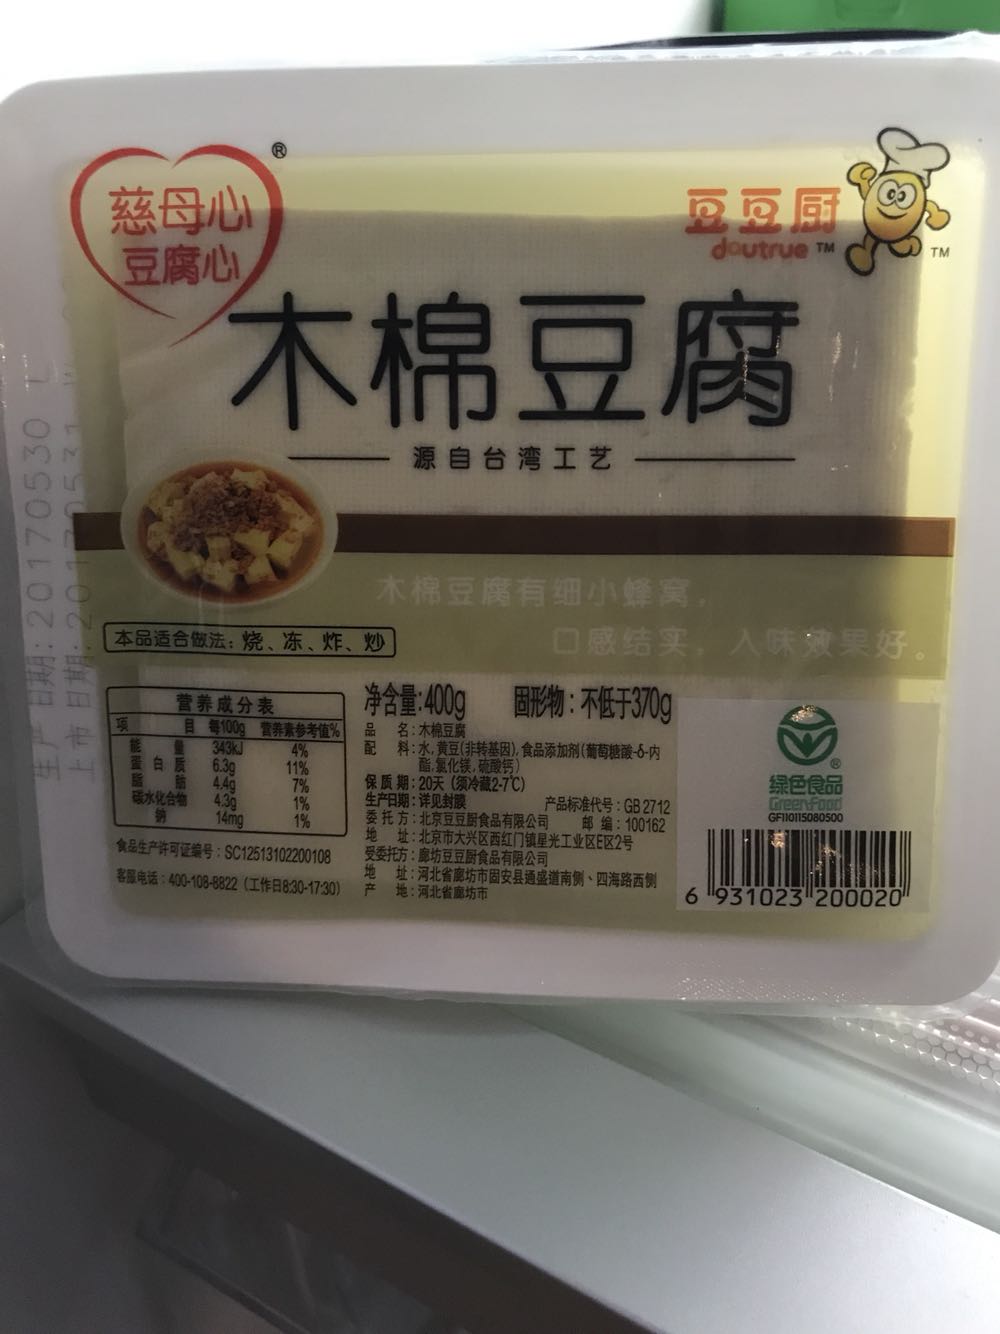 慈母心
豆腐心
®
豆豆厨
doutrue TM
TM
木棉豆腐
源自台湾工艺
木棉豆腐有细小蜂窝，
口感结实，入味效果好。
本品适合做法：烧、冻、炸、炒
生产日期:20170530 L
上市日期:20170531
营养成分表
项 目 每100g 营养素参考值%
能 量 343kJ 4%
蛋 白 质 6.3g 11%
脂 肪 4.4g 7%
碳水化合物 4.3g 1%
钠 14mg 1%
食品生产许可证编号：SC12513102200108
客服电话：400-108-8822（工作日8:30-17:30）
净含量:400g 固形物：不低于370g
品 名：木棉豆腐
配 料：水,黄豆(非转基因),食品添加剂(葡萄糖酸-δ-内
酯,氯化镁,硫酸钙)
保质期：20天（须冷藏2-7℃）
生产日期：详见封膜 产品标准代号：GB 2712
委托方：北京豆豆厨食品有限公司 邮 编：100162
地 址：北京市大兴区西红门镇星光工业区E区2号
受委托方：廊坊豆豆厨食品有限公司
地 址：河北省廊坊市固安县通盛道南侧、四海路西侧
产 地：河北省廊坊市
®
绿色食品
GreenFood
GF110115080500
6 931023 200020